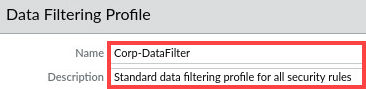 Data Filtering Profile
Name Corp-DataFilter
Description Standard data filtering profile for all security rules